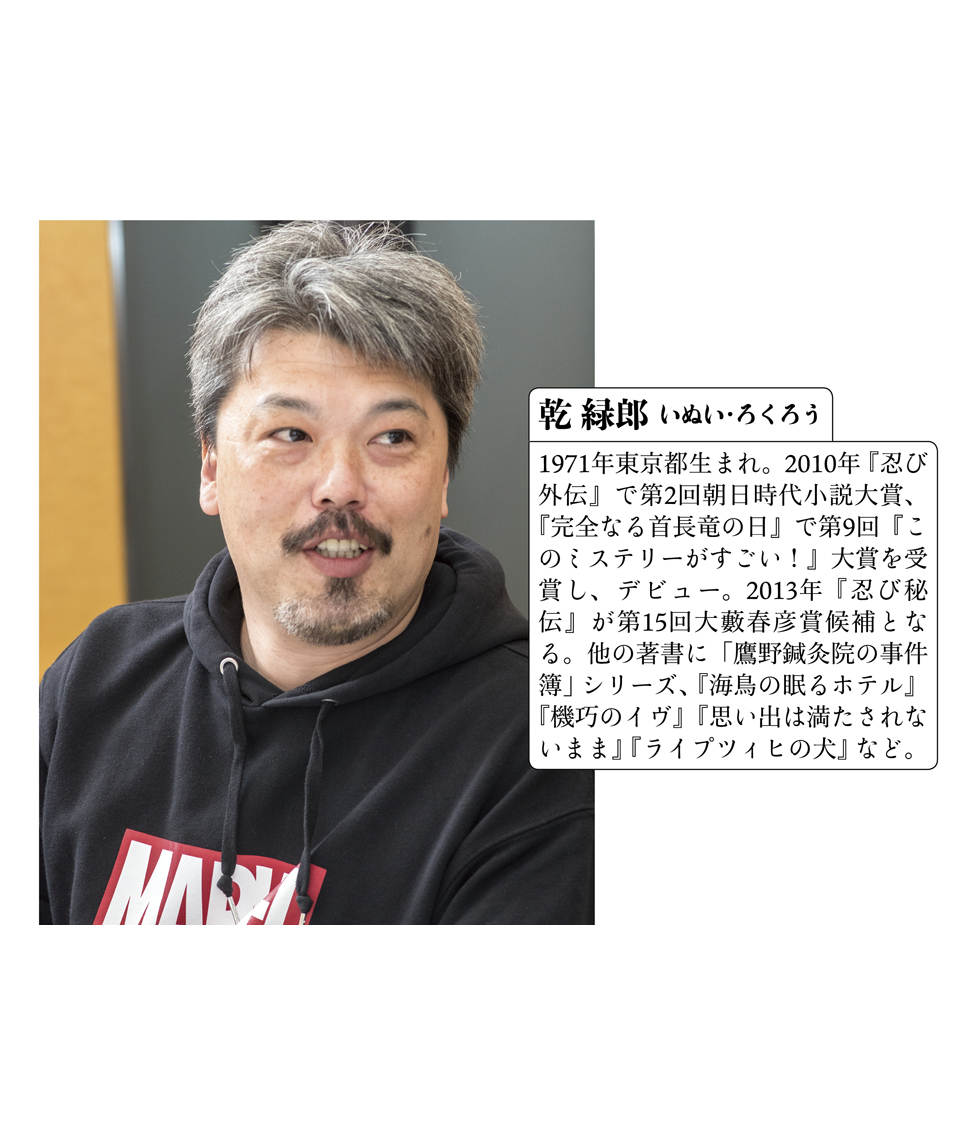 乾 緑郎 いぬい・ろくろう
1971年東京都生まれ。2010年『忍び
外伝』で第2回朝日時代小説大賞、
『完全なる首長竜の日』で第9回『こ
のミステリーがすごい！』大賞を受
賞し、デビュー。2013年『忍び秘
伝』が第15回大藪春彦賞候補とな
る。他の著書に「鷹野鍼灸院の事件
簿」シリーズ、『海鳥の眠るホテル』
『機巧のイヴ』『思い出は満たされな
いまま』『ライプツィヒの犬』など。